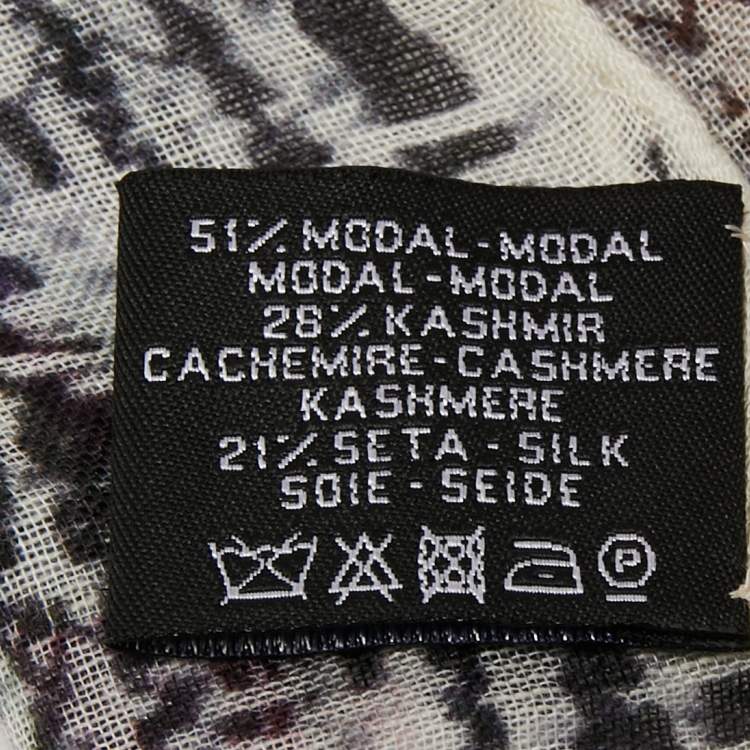 51% MODAL-MODAL
MODAL-MODAL
28% KASHMIR
CACHEMIRE-CASHMERE
KASHMERE
21% SETA - SILK
SOIE - SEIDE
P